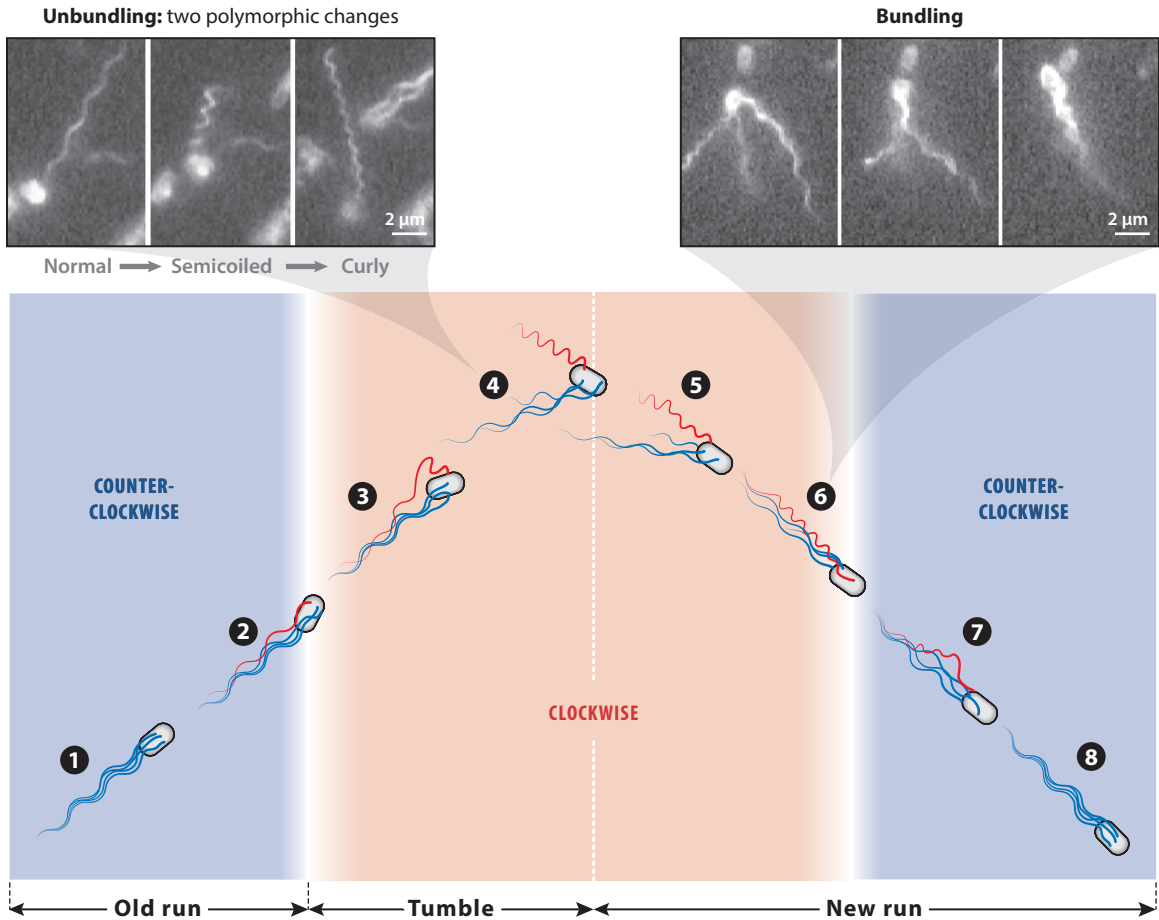 Unbundling: two polymorphic changes
Bundling
2 µm
2 µm
Normal → Semicoiled → Curly
4
5
3
6
COUNTER-
CLOCKWISE
COUNTER-
CLOCKWISE
2
7
CLOCKWISE
1
8
Old run
Tumble
New run